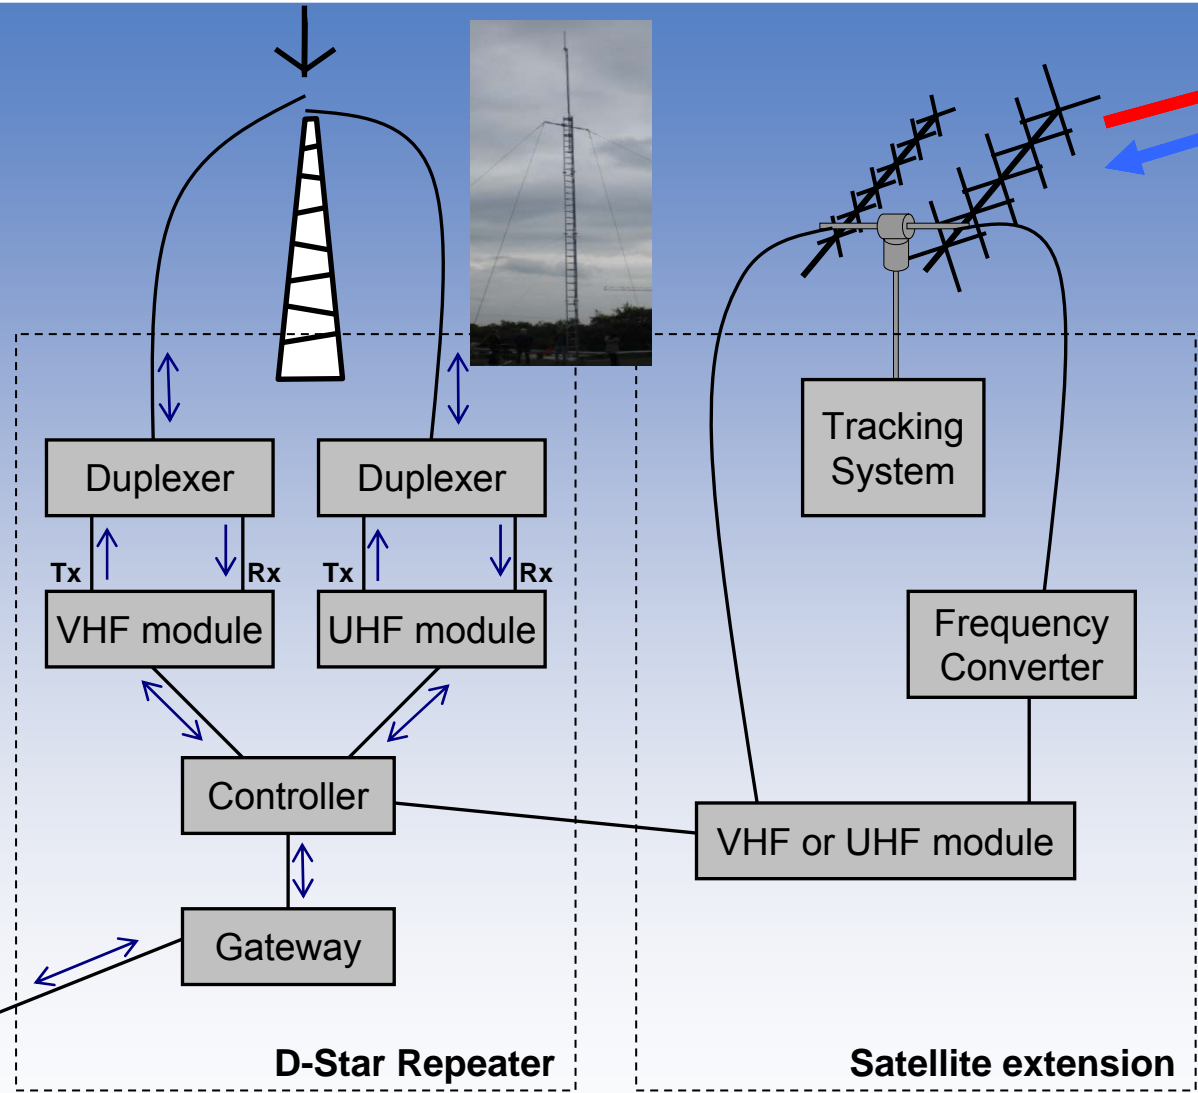 Tracking
System
Duplexer
Duplexer
Tx
Rx
Tx
Rx
VHF module
UHF module
Frequency
Converter
Controller
VHF or UHF module
Gateway
D-Star Repeater
Satellite extension